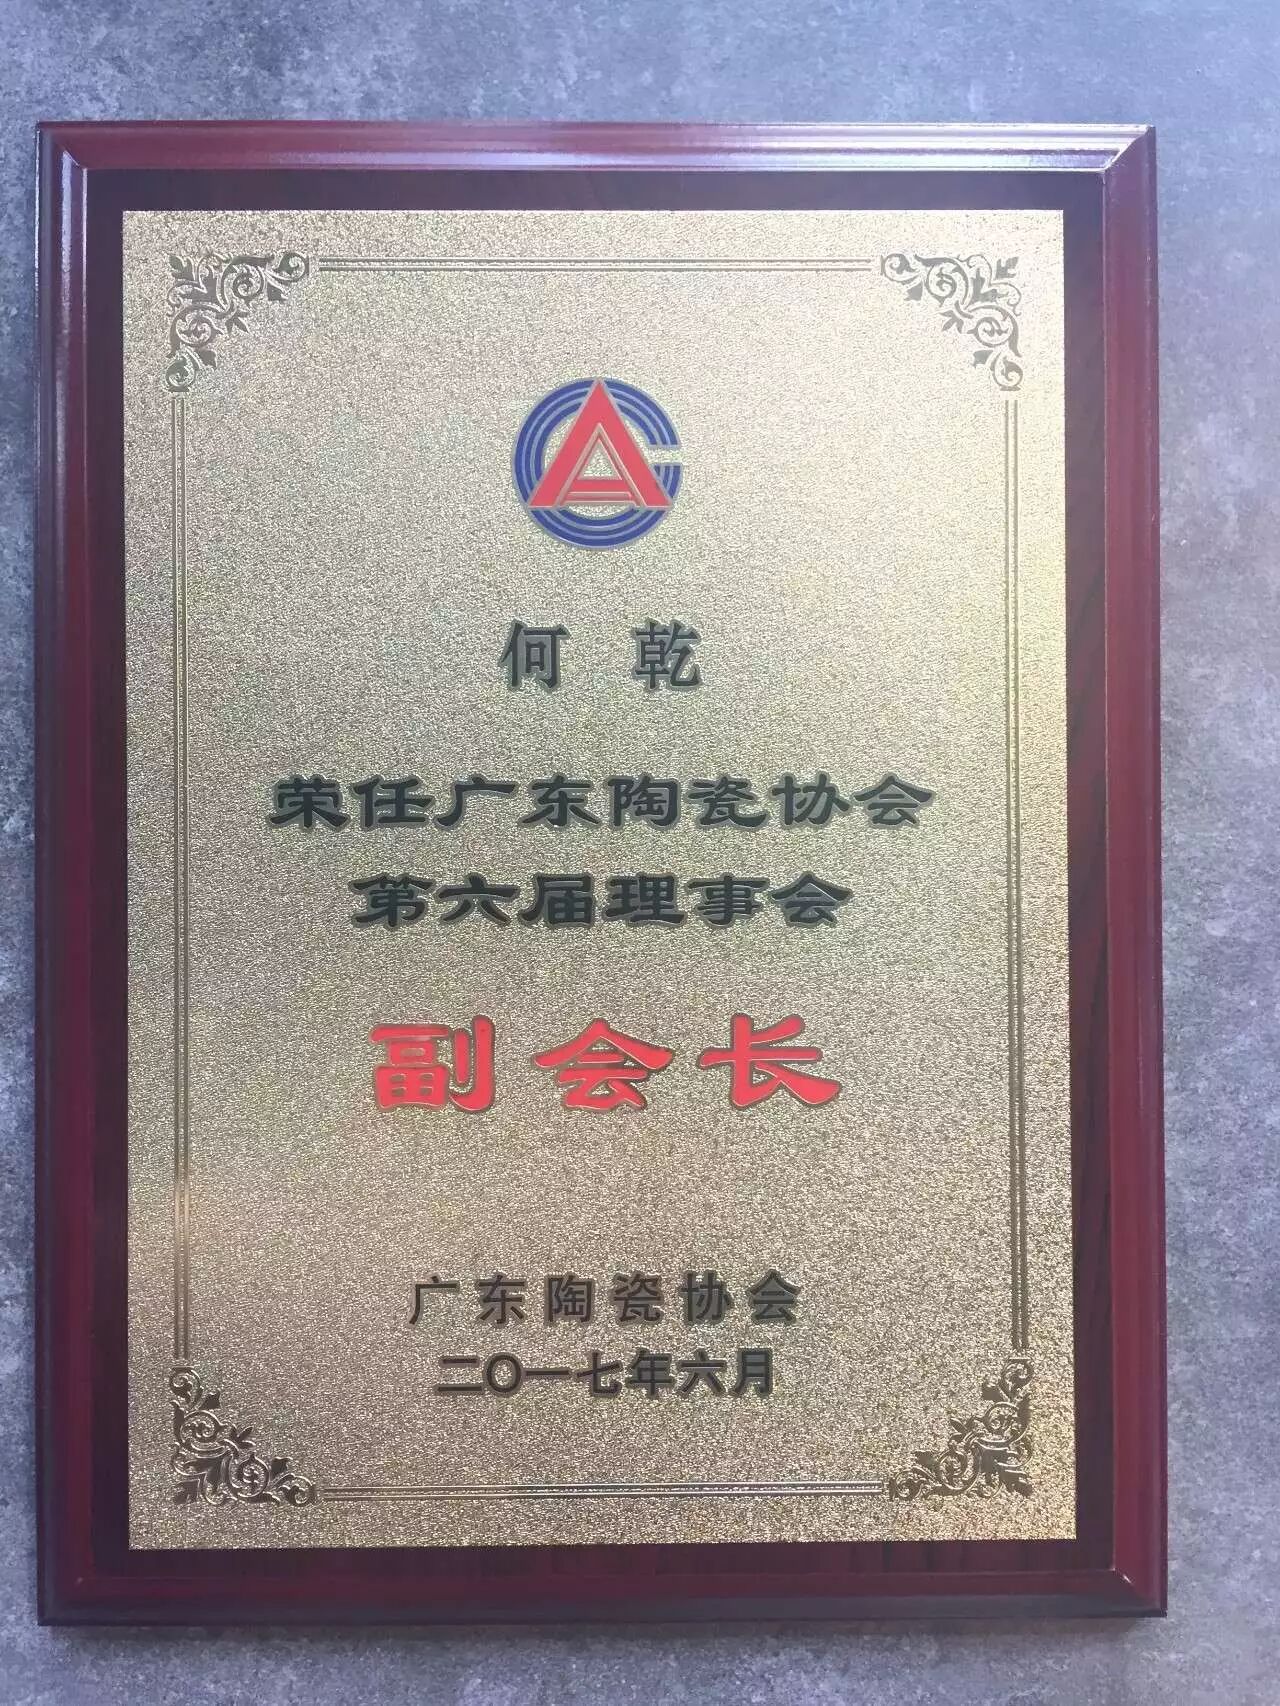 何乾
荣任广东陶瓷协会
第六届理事会
副会长
广东陶瓷协会
二〇一七年六月